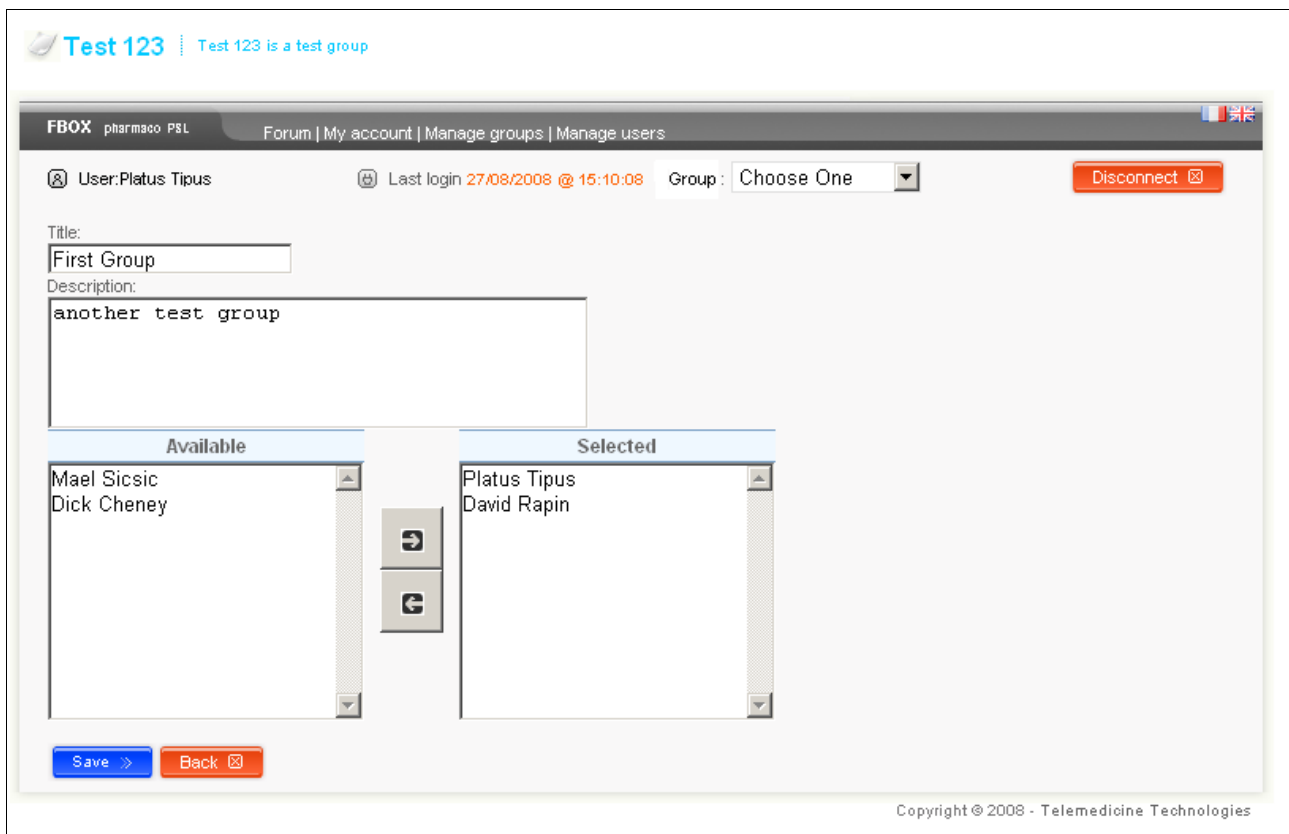 Test 123 Test 123 is a test group
FBOX pharmaco PSL Forum | My account | Manage groups | Manage users
User:Platus Tipus Last login 27/08/2008 @ 15:10:08 Group : Choose One Disconnect
Title:
First Group
Description:
another test group
Available Selected
Mael Sicsic Platus Tipus
Dick Cheney David Rapin
Save Back
Copyright © 2008 - Telemedicine Technologies